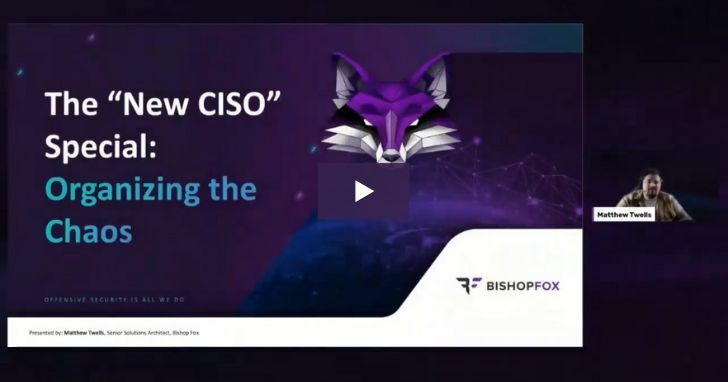 The “New CISO”
Special:
Organizing the
Chaos
OFFENSIVE SECURITY IS ALL WE DO
BISHOPFOX
Presented by: Matthew Twells, Senior Solutions Architect, Bishop Fox
Matthew Twells